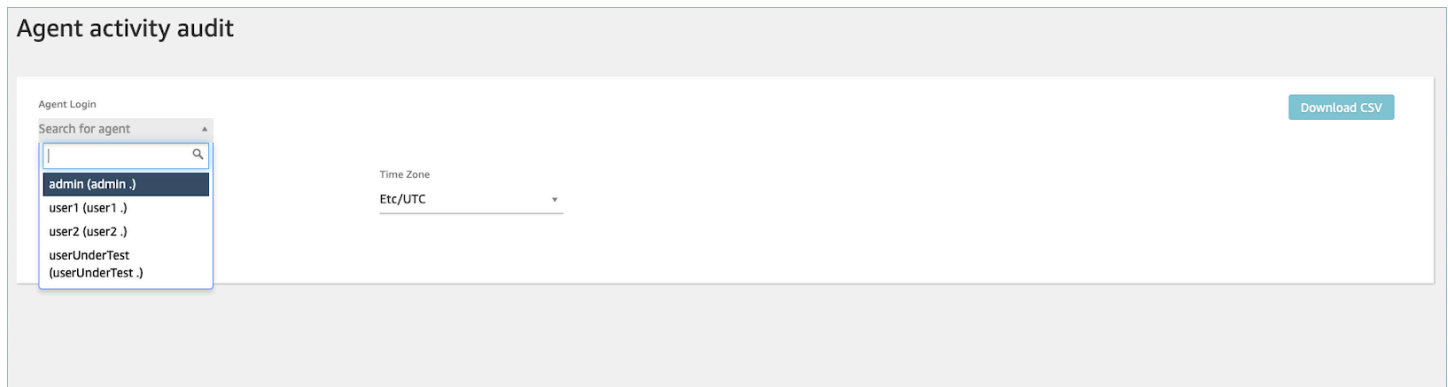 Agent activity audit
Agent Login
Download CSV
Search for agent
admin (admin .)
user1 (user1 .)
user2 (user2 .)
userUnderTest
(userUnderTest .)
Time Zone
Etc/UTC